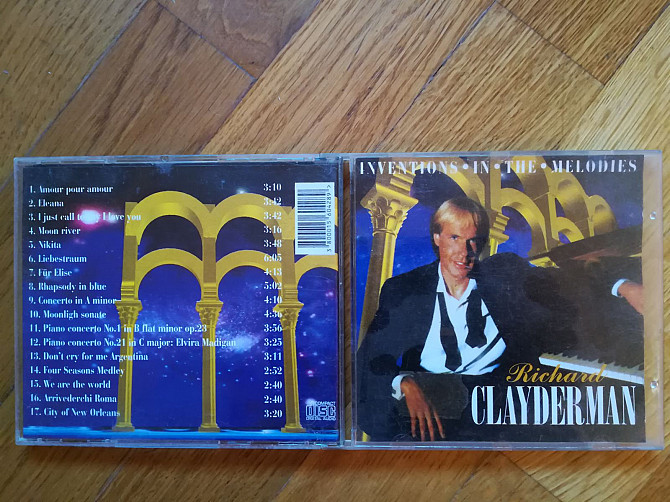 1. Amour pour amour 3:10
2. Eleana 3:42
3. I just call to say I love you 3:42
4. Moon river 3:16
5. Nikita 3:48
6. Liebestraum 6:05
7. Für Elise 4:13
8. Rhapsody in blue 5:02
9. Concerto in A minor 4:10
10. Moonligh sonate 4:36
11. Piano concerto No.1 in B flat minor op.23 3:56
12. Piano concerto No.21 in C major: Elvira Madigan 3:25
13. Don't cry for me Argentina 3:11
14. Four Seasons Medley 2:52
15. We are the world 2:40
16. Arrivederchi Roma 2:40
17. City of New Orleans 3:20
COMPACT
disc
DIGITAL AUDIO
INVENTIONS • IN • THE • MELODIES
Richard
CLAYDERMAN